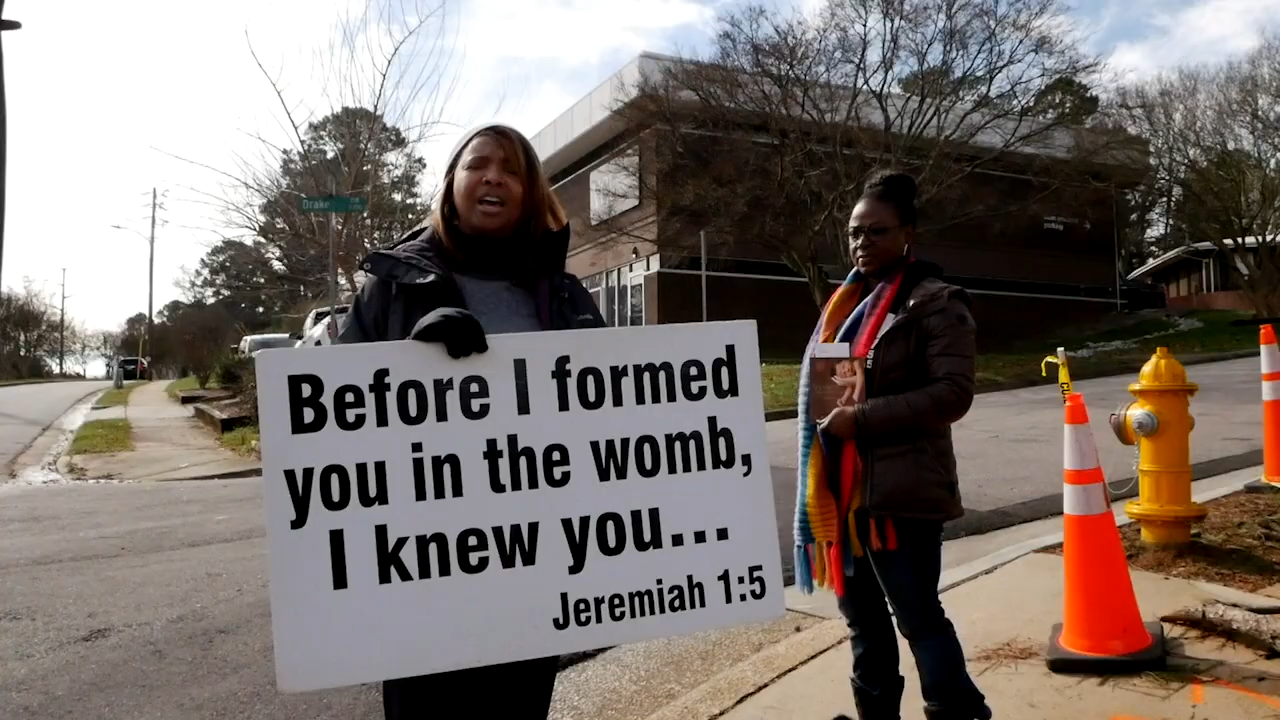 Drake
Before I formed
you in the womb,
I knew you...
Jeremiah 1:5